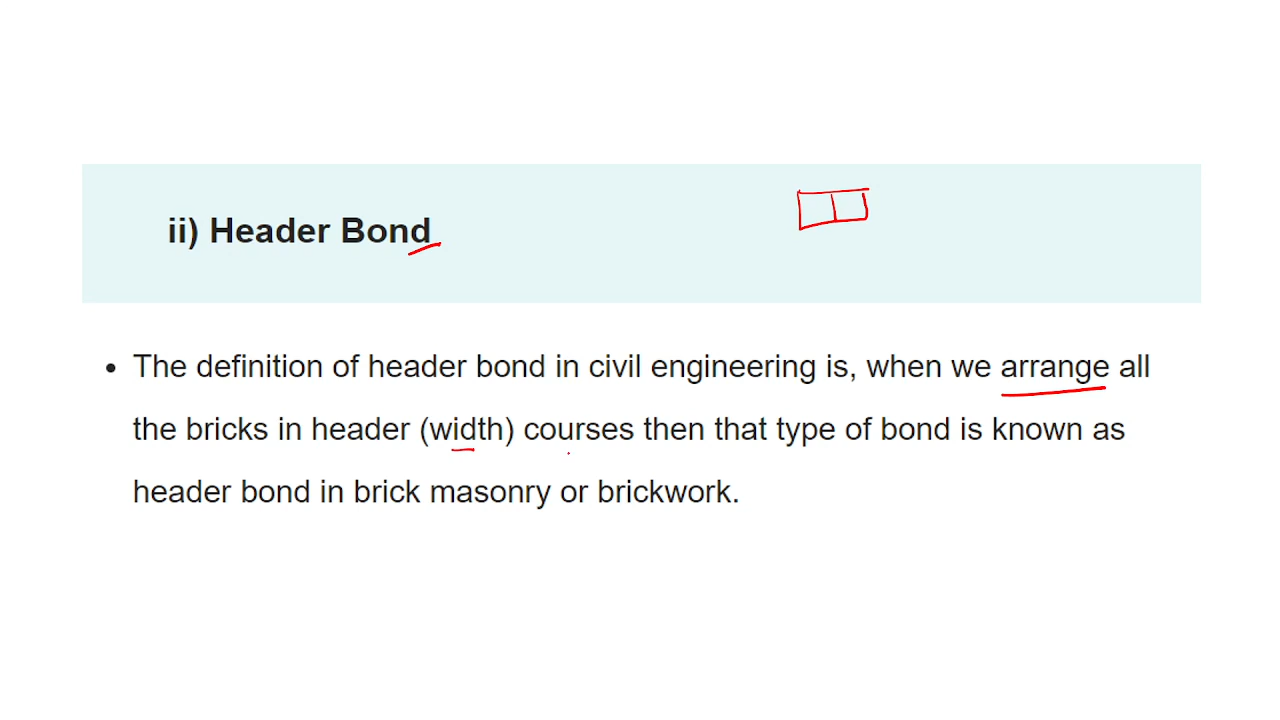 ii) Header Bond
• The definition of header bond in civil engineering is, when we arrange all
the bricks in header (width) courses then that type of bond is known as
header bond in brick masonry or brickwork.